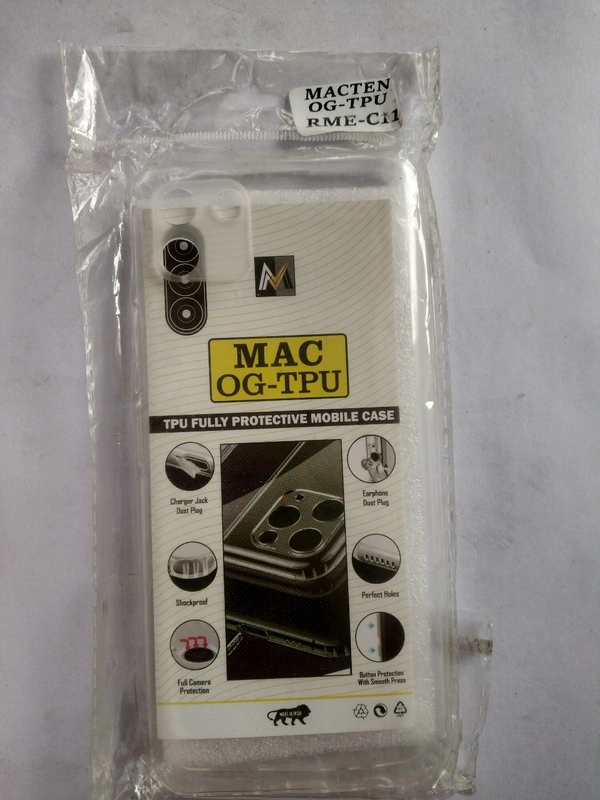 MACTEN
OG-TPU
RME-C11
MAC
OG-TPU
TPU FULLY PROTECTIVE MOBILE CASE
Charger Jack
Dust Plug
Earphone
Dust Plug
Shockproof
Perfect Holes
Full Camera
Protection
Button Protection
With Smooth Press